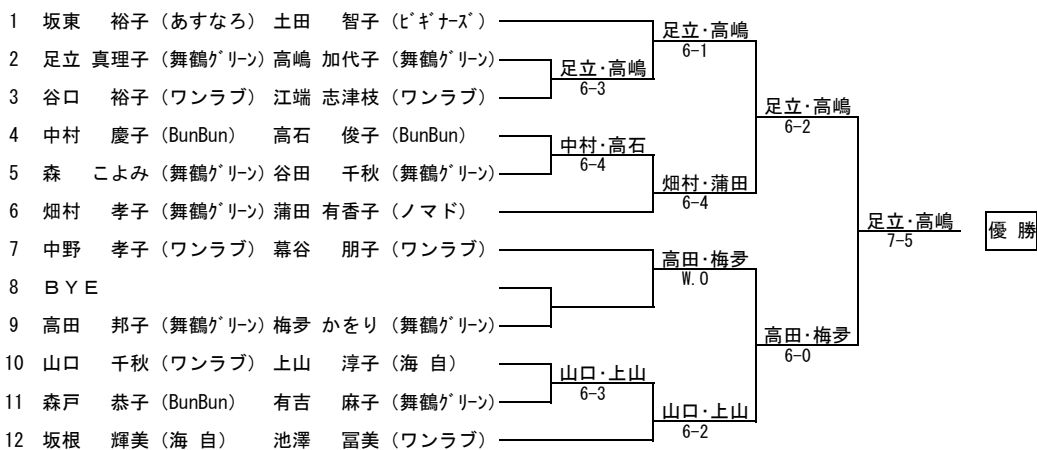 1 坂東 裕子 (あすなろ) 土田 智子 (ﾋﾞｷﾞﾅｰｽﾞ)
足立・高嶋
6-1
2 足立 真理子 (舞鶴ｸﾞﾘｰﾝ) 高嶋 加代子 (舞鶴ｸﾞﾘｰﾝ)
足立・高嶋
6-3
3 谷口 裕子 (ワンラブ) 江端 志津枝 (ワンラブ)
足立・高嶋
6-2
4 中村 慶子 (BunBun) 高石 俊子 (BunBun)
中村・高石
6-4
5 森 こよみ (舞鶴ｸﾞﾘｰﾝ) 谷田 千秋 (舞鶴ｸﾞﾘｰﾝ)
畑村・蒲田
6-4
6 畑村 孝子 (舞鶴ｸﾞﾘｰﾝ) 蒲田 有香子 (ノマド)
足立・高嶋
7-5
優 勝
7 中野 孝子 (ワンラブ) 幕谷 朋子 (ワンラブ)
高田・梅夛
W.O
8 ＢＹＥ
9 高田 邦子 (舞鶴ｸﾞﾘｰﾝ) 梅夛 かをり (舞鶴ｸﾞﾘｰﾝ)
高田・梅夛
6-0
10 山口 千秋 (ワンラブ) 上山 淳子 (海 自)
山口・上山
6-3
11 森戸 恭子 (BunBun) 有吉 麻子 (舞鶴ｸﾞﾘｰﾝ)
山口・上山
6-2
12 坂根 輝美 (海 自) 池澤 冨美 (ワンラブ)